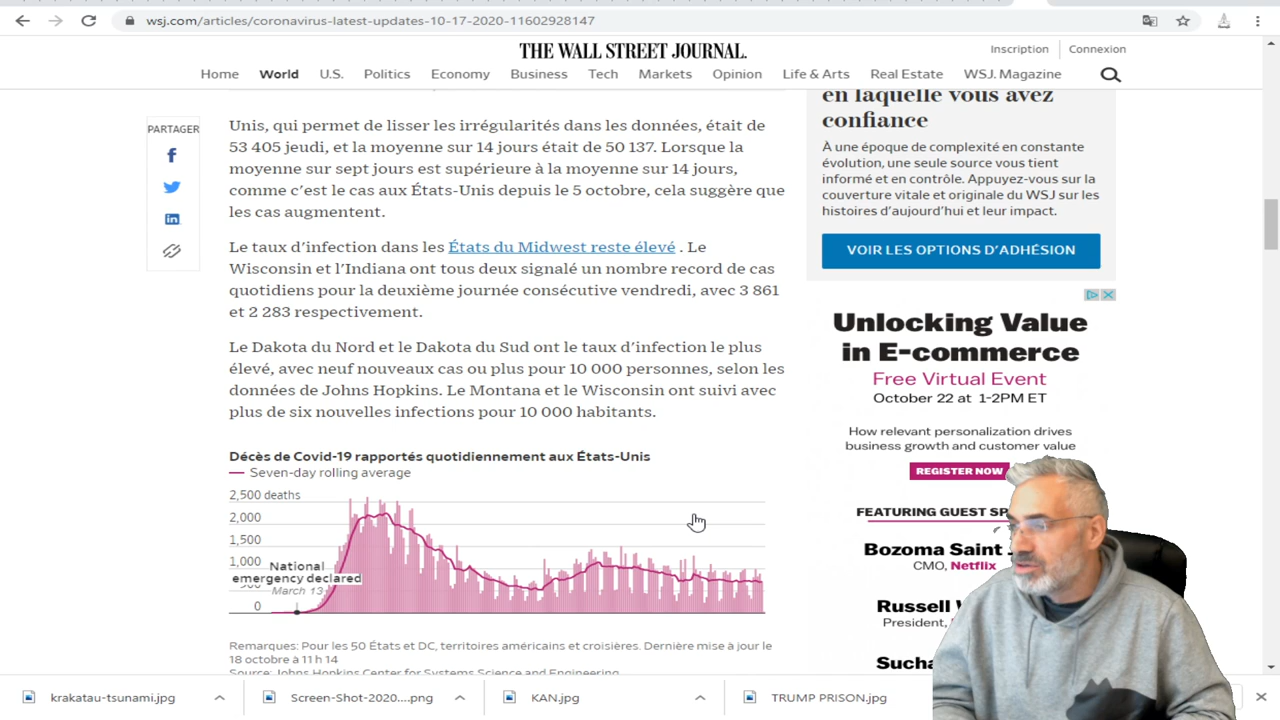 wsj.com/articles/coronavirus-latest-updates-10-17-2020-11602928147
THE WALL STREET JOURNAL.
Inscription
Connexion
Home World U.S. Politics Economy Business Tech Markets Opinion Life & Arts Real Estate WSJ. Magazine
PARTAGER
Unis, qui permet de lisser les irrégularités dans les données, était de
53 405 jeudi, et la moyenne sur 14 jours était de 50 137. Lorsque la
moyenne sur sept jours est supérieure à la moyenne sur 14 jours,
comme c'est le cas aux États-Unis depuis le 5 octobre, cela suggère que
les cas augmentent.
Le taux d'infection dans les États du Midwest reste élevé . Le
Wisconsin et l'Indiana ont tous deux signalé un nombre record de cas
quotidiens pour la deuxième journée consécutive vendredi, avec 3 861
et 2 283 respectivement.
Le Dakota du Nord et le Dakota du Sud ont le taux d'infection le plus
élevé, avec neuf nouveaux cas ou plus pour 10 000 personnes, selon les
données de Johns Hopkins. Le Montana et le Wisconsin ont suivi avec
plus de six nouvelles infections pour 10 000 habitants.
Décès de Covid-19 rapportés quotidiennement aux États-Unis
Seven-day rolling average
2,500 deaths
2,000
1,500
1,000
0
National
emergency declared
March 13
Remarques: Pour les 50 États et DC, territoires américains et croisières. Dernière mise à jour le
18 octobre à 11 h 14
Source: Johns Hopkins Center for Systems Science and Engineering
en laquelle vous avez
confiance
À une époque de complexité en constante
évolution, une seule source vous tient
informé et en contrôle. Appuyez-vous sur la
couverture vitale et originale du WSJ sur les
histoires d'aujourd'hui et leur impact.
VOIR LES OPTIONS D'ADHÉSION
Unlocking Value
in E-commerce
Free Virtual Event
October 22 at 1-2PM ET
How relevant personalization drives
business growth and customer value
REGISTER NOW
FEATURING GUEST
Bozoma Saint
CMO, Netflix
Russell
President,
krakatau-tsunami.jpg
Screen-Shot-2020....png
KAN.jpg
TRUMP PRISON.jpg